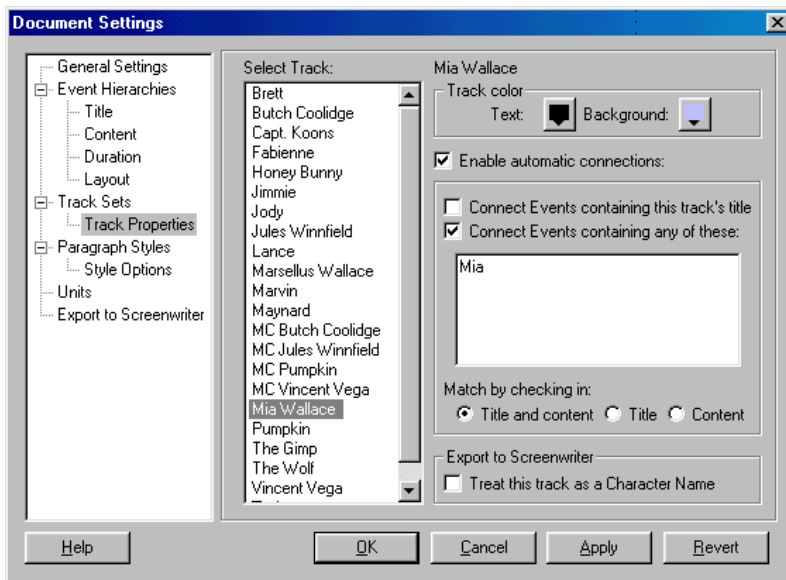 Document Settings
General Settings
Event Hierarchies
Title
Content
Duration
Layout
Track Sets
Track Properties
Paragraph Styles
Style Options
Units
Export to Screenwriter
Select Track:
Brett
Butch Coolidge
Capt. Koons
Fabienne
Honey Bunny
Jimmie
Jody
Jules Winnfield
Lance
Marsellus Wallace
Marvin
Maynard
MC Butch Coolidge
MC Jules Winnfield
MC Pumpkin
MC Vincent Vega
Mia Wallace
Pumpkin
The Gimp
The Wolf
Vincent Vega
Mia Wallace
Track color
Text: Background:
Enable automatic connections:
Connect Events containing this track's title
Connect Events containing any of these:
Mia
Match by checking in:
Title and content Title Content
Export to Screenwriter
Treat this track as a Character Name
Help OK Cancel Apply Revert